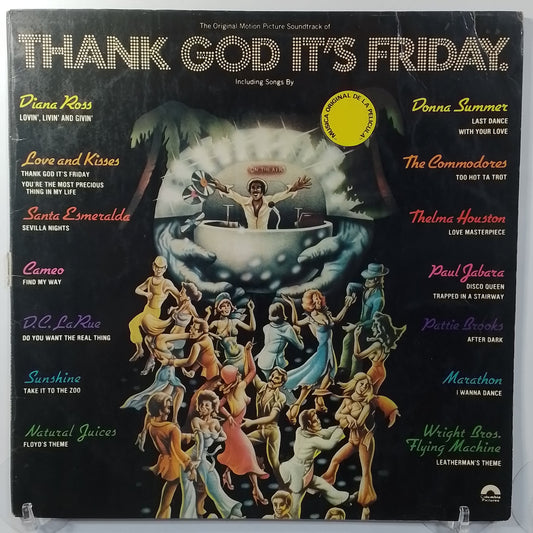 The Original Motion Picture Soundtrack of
THANK GOD IT'S FRIDAY.
Including Songs By
Diana Ross
LOVIN', LIVIN' AND GIVIN'
Love and Kisses
THANK GOD IT'S FRIDAY
YOU'RE THE MOST PRECIOUS
THING IN MY LIFE
Santa Esmeralda
SEVILLA NIGHTS
Cameo
FIND MY WAY
D.C. LaRue
DO YOU WANT THE REAL THING
Sunshine
TAKE IT TO THE ZOO
Natural Juices
FLOYD'S THEME
MUSICA ORIGINAL DE LA PELICULA
ON THE AIR
Donna Summer
LAST DANCE
WITH YOUR LOVE
The Commodores
TOO HOT TA TROT
Thelma Houston
LOVE MASTERPIECE
Paul Jabara
DISCO QUEEN
TRAPPED IN A STAIRWAY
Pattie Brooks
AFTER DARK
Marathon
I WANNA DANCE
Wright Bros.
Flying Machine
LEATHERMAN'S THEME
Columbia
Pictures